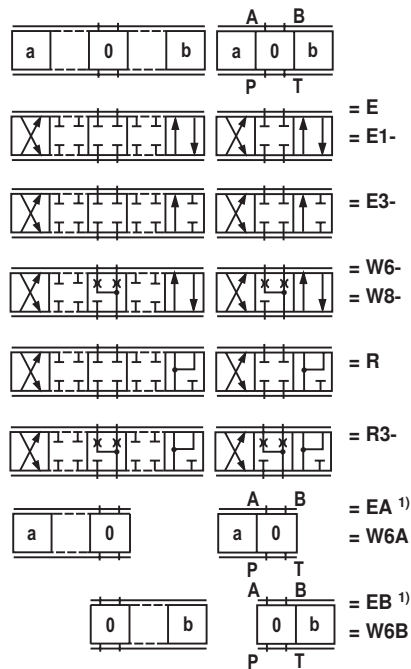 A B
a 0 b a 0 b
P T
= E
= E1-
= E3-
= W6-
= W8-
= R
= R3-
A B
= EA 1)
a 0 a 0
= W6A
P T
A B
= EB 1)
0 b 0 b
= W6B
P T